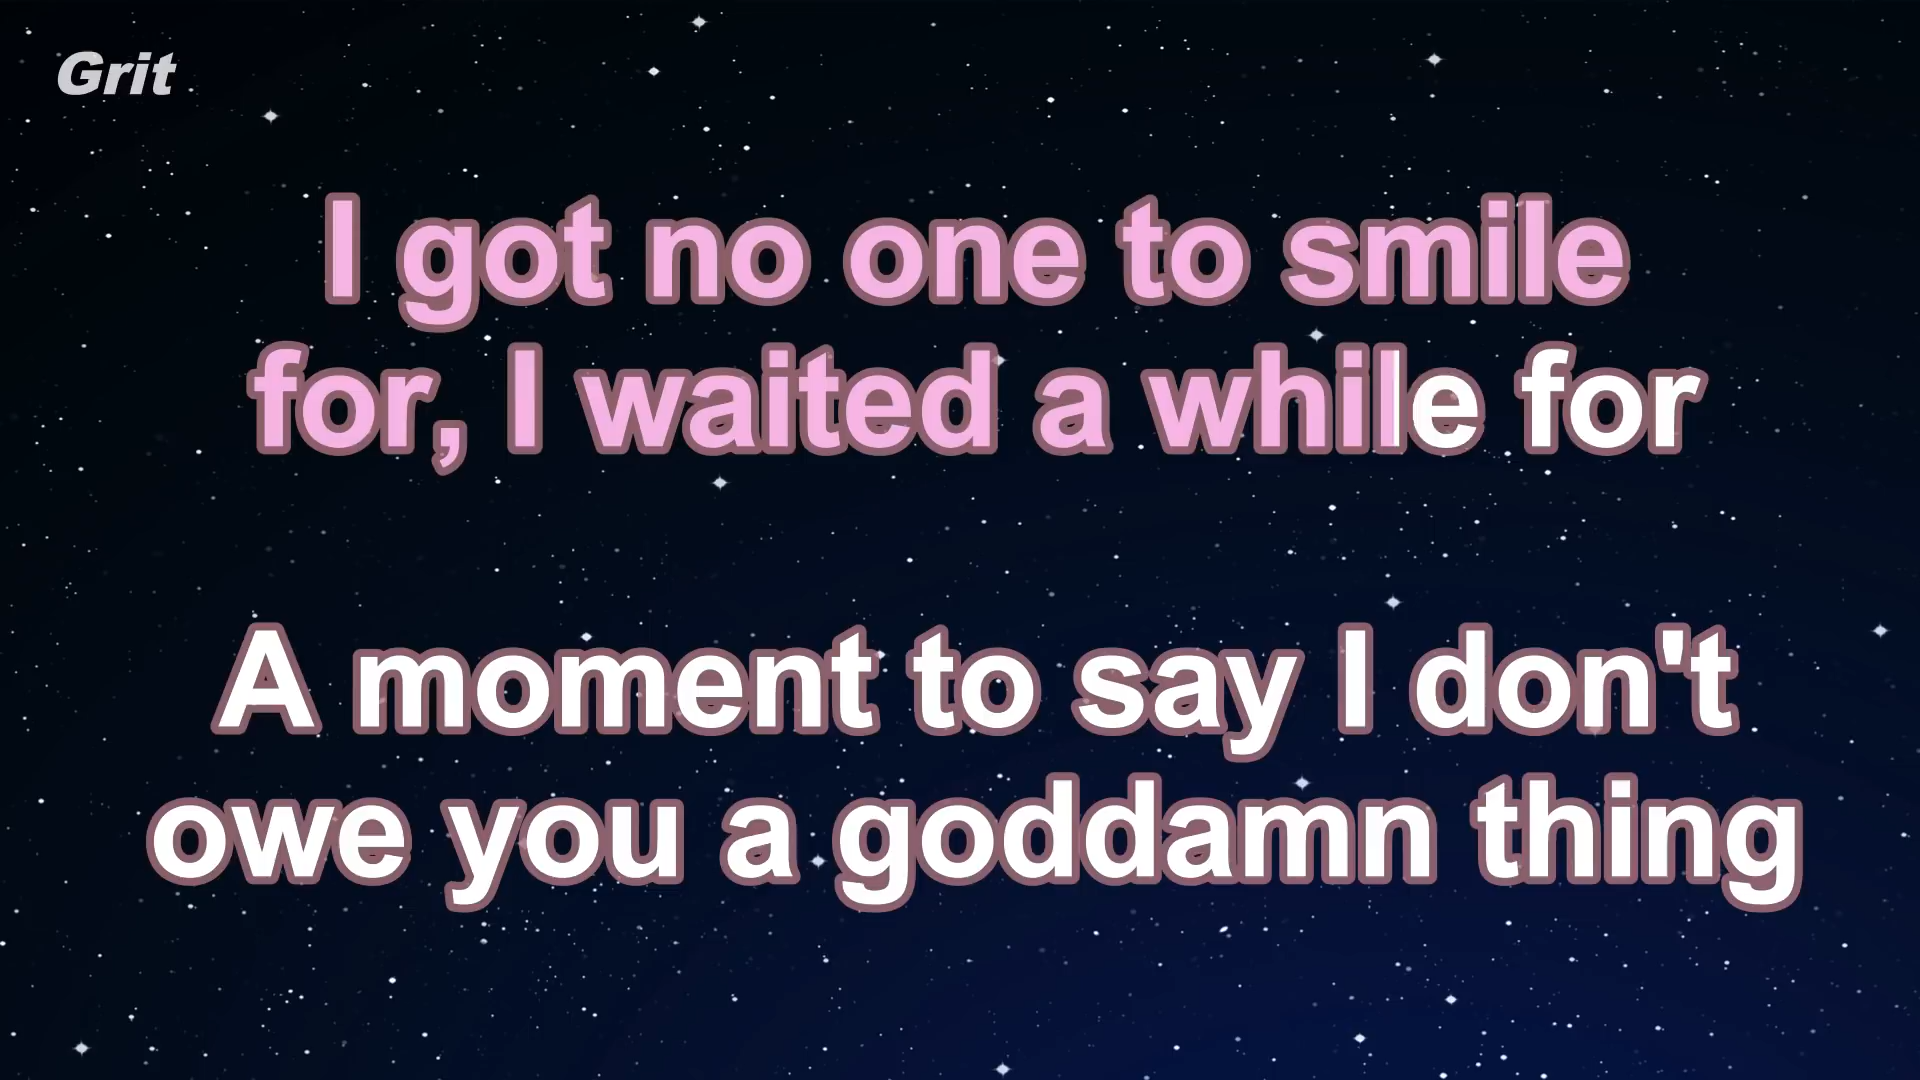 Grit
I got no one to smile
for, I waited a while for
A moment to say I don't
owe you a goddamn thing